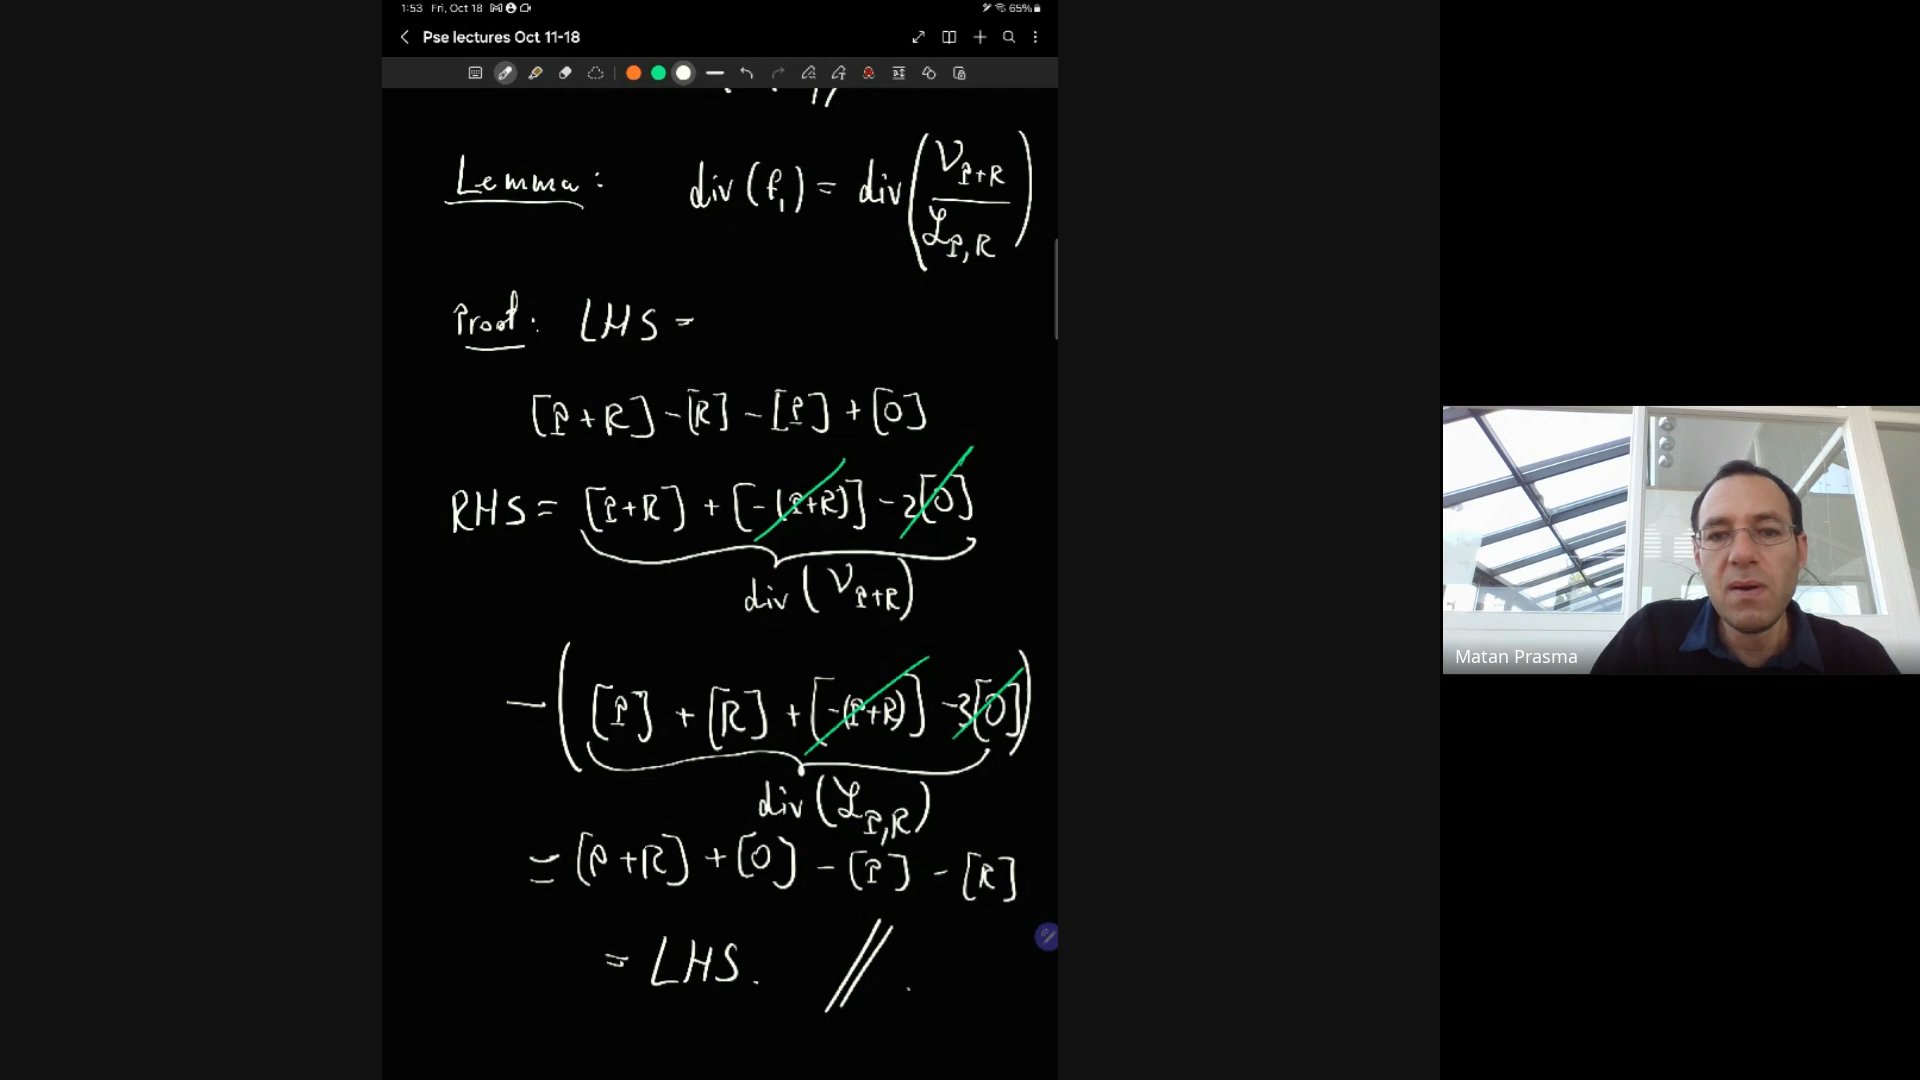 1:53 Fri, Oct 18
65%
Pse lectures Oct 11-18
Lemma: div(f₁) = div(V_{P+R} / ℒ_{P,R})
Proof: LHS =
[P+R] - [R] - [P] + [O]
RHS = [P+R] + [-(P+R)] - 2[O]
div(V_{P+R})
- ([P] + [R] + [-(P+R)] - 3[O])
div(ℒ_{P,R})
= [P+R] + [O] - [P] - [R]
= LHS. //
Matan Prasma